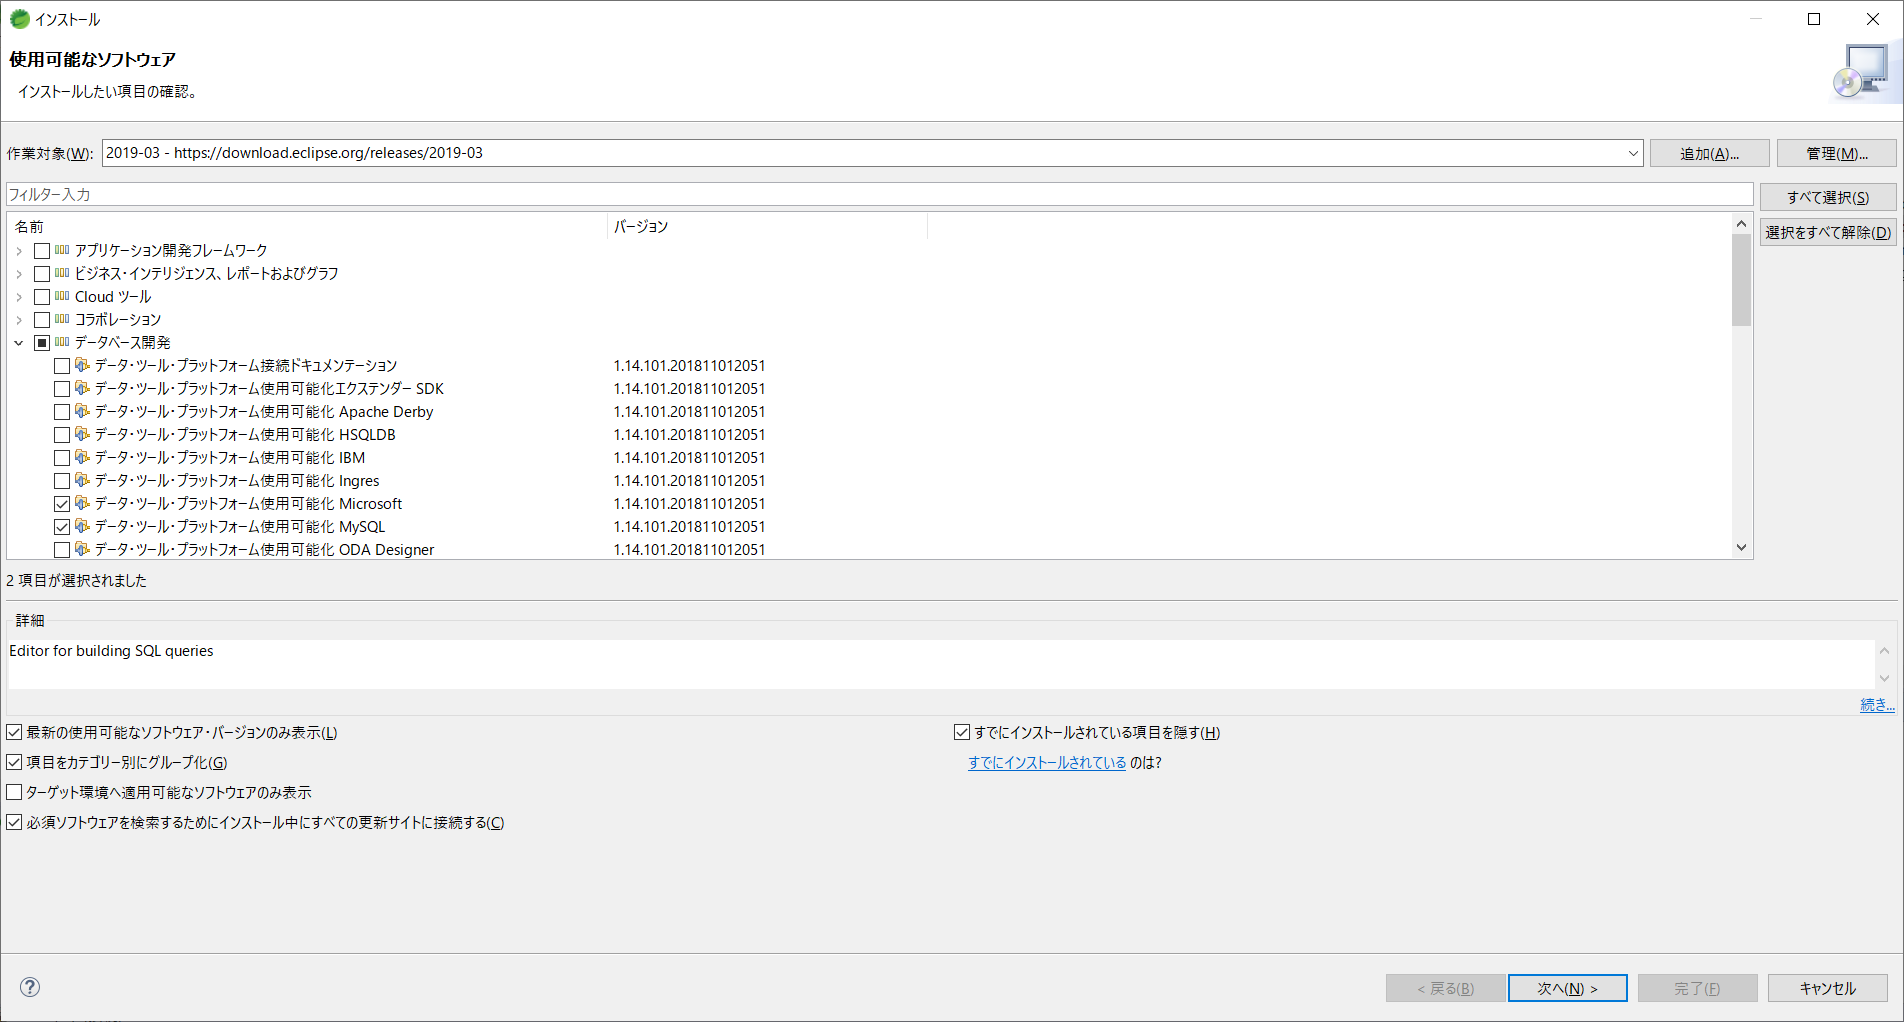 インストール
使用可能なソフトウェア
インストールしたい項目の確認。
作業対象(W): 2019-03 - https://download.eclipse.org/releases/2019-03 追加(A)... 管理(M)...
フィルター入力 すべて選択(S)
選択をすべて解除(D)
名前 バージョン
アプリケーション開発フレームワーク
ビジネス・インテリジェンス、レポートおよびグラフ
Cloud ツール
コラボレーション
データベース開発
データ・ツール・プラットフォーム接続ドキュメンテーション 1.14.101.201811012051
データ・ツール・プラットフォーム使用可能化エクステンダー SDK 1.14.101.201811012051
データ・ツール・プラットフォーム使用可能化 Apache Derby 1.14.101.201811012051
データ・ツール・プラットフォーム使用可能化 HSQLDB 1.14.101.201811012051
データ・ツール・プラットフォーム使用可能化 IBM 1.14.101.201811012051
データ・ツール・プラットフォーム使用可能化 Ingres 1.14.101.201811012051
データ・ツール・プラットフォーム使用可能化 Microsoft 1.14.101.201811012051
データ・ツール・プラットフォーム使用可能化 MySQL 1.14.101.201811012051
データ・ツール・プラットフォーム使用可能化 ODA Designer 1.14.101.201811012051
2 項目が選択されました
詳細
Editor for building SQL queries
続き...
最新の使用可能なソフトウェア・バージョンのみ表示(L) すでにインストールされている項目を隠す(H)
項目をカテゴリー別にグループ化(G) すでにインストールされている のは?
ターゲット環境へ適用可能なソフトウェアのみ表示
必須ソフトウェアを検索するためにインストール中にすべての更新サイトに接続する(C)
? < 戻る(B) 次へ(N) > 完了(F) キャンセル